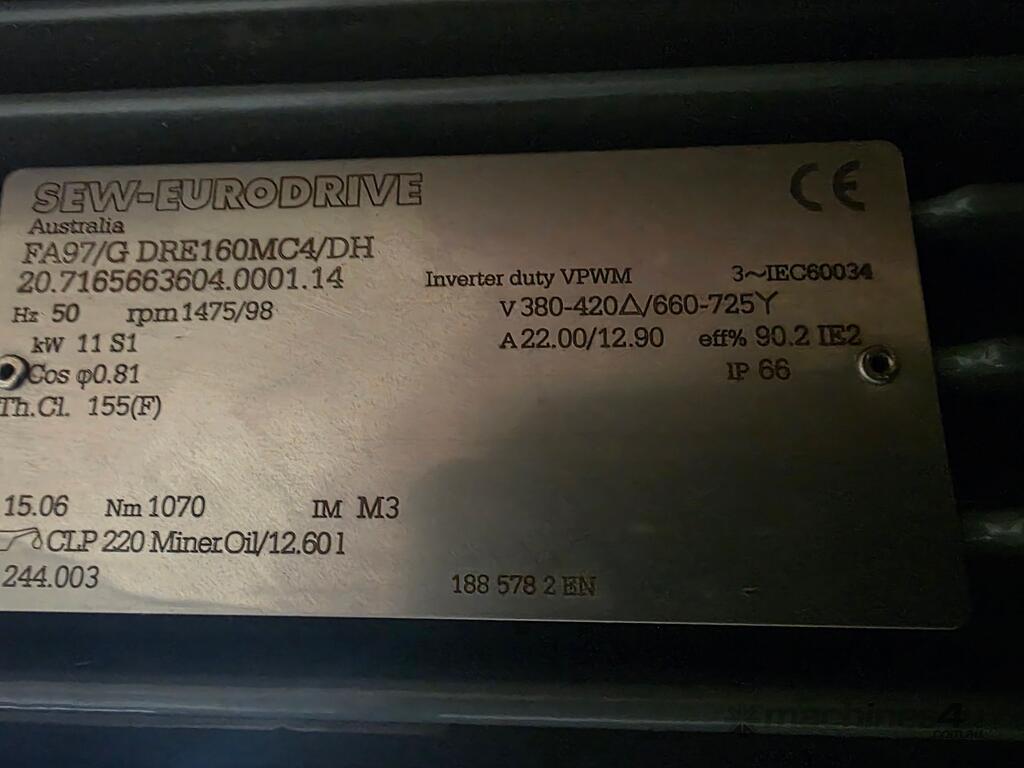 SEW-EURODRIVE CE
Australia
FA97/G DRE160MC4/DH
20.7165663604.0001.14 Inverter duty VPWM 3~IEC60034
Hz 50 rpm 1475/98 V 380-420△/660-725Y
kW 11 S1 A 22.00/12.90 eff% 90.2 IE2
Cos φ0.81 IP 66
Th.Cl. 155(F)
15.06 Nm 1070 IM M3
CLP 220 Miner.Oil/12.60 l
244.003 188 578 2 EN
machines4u
.com.au